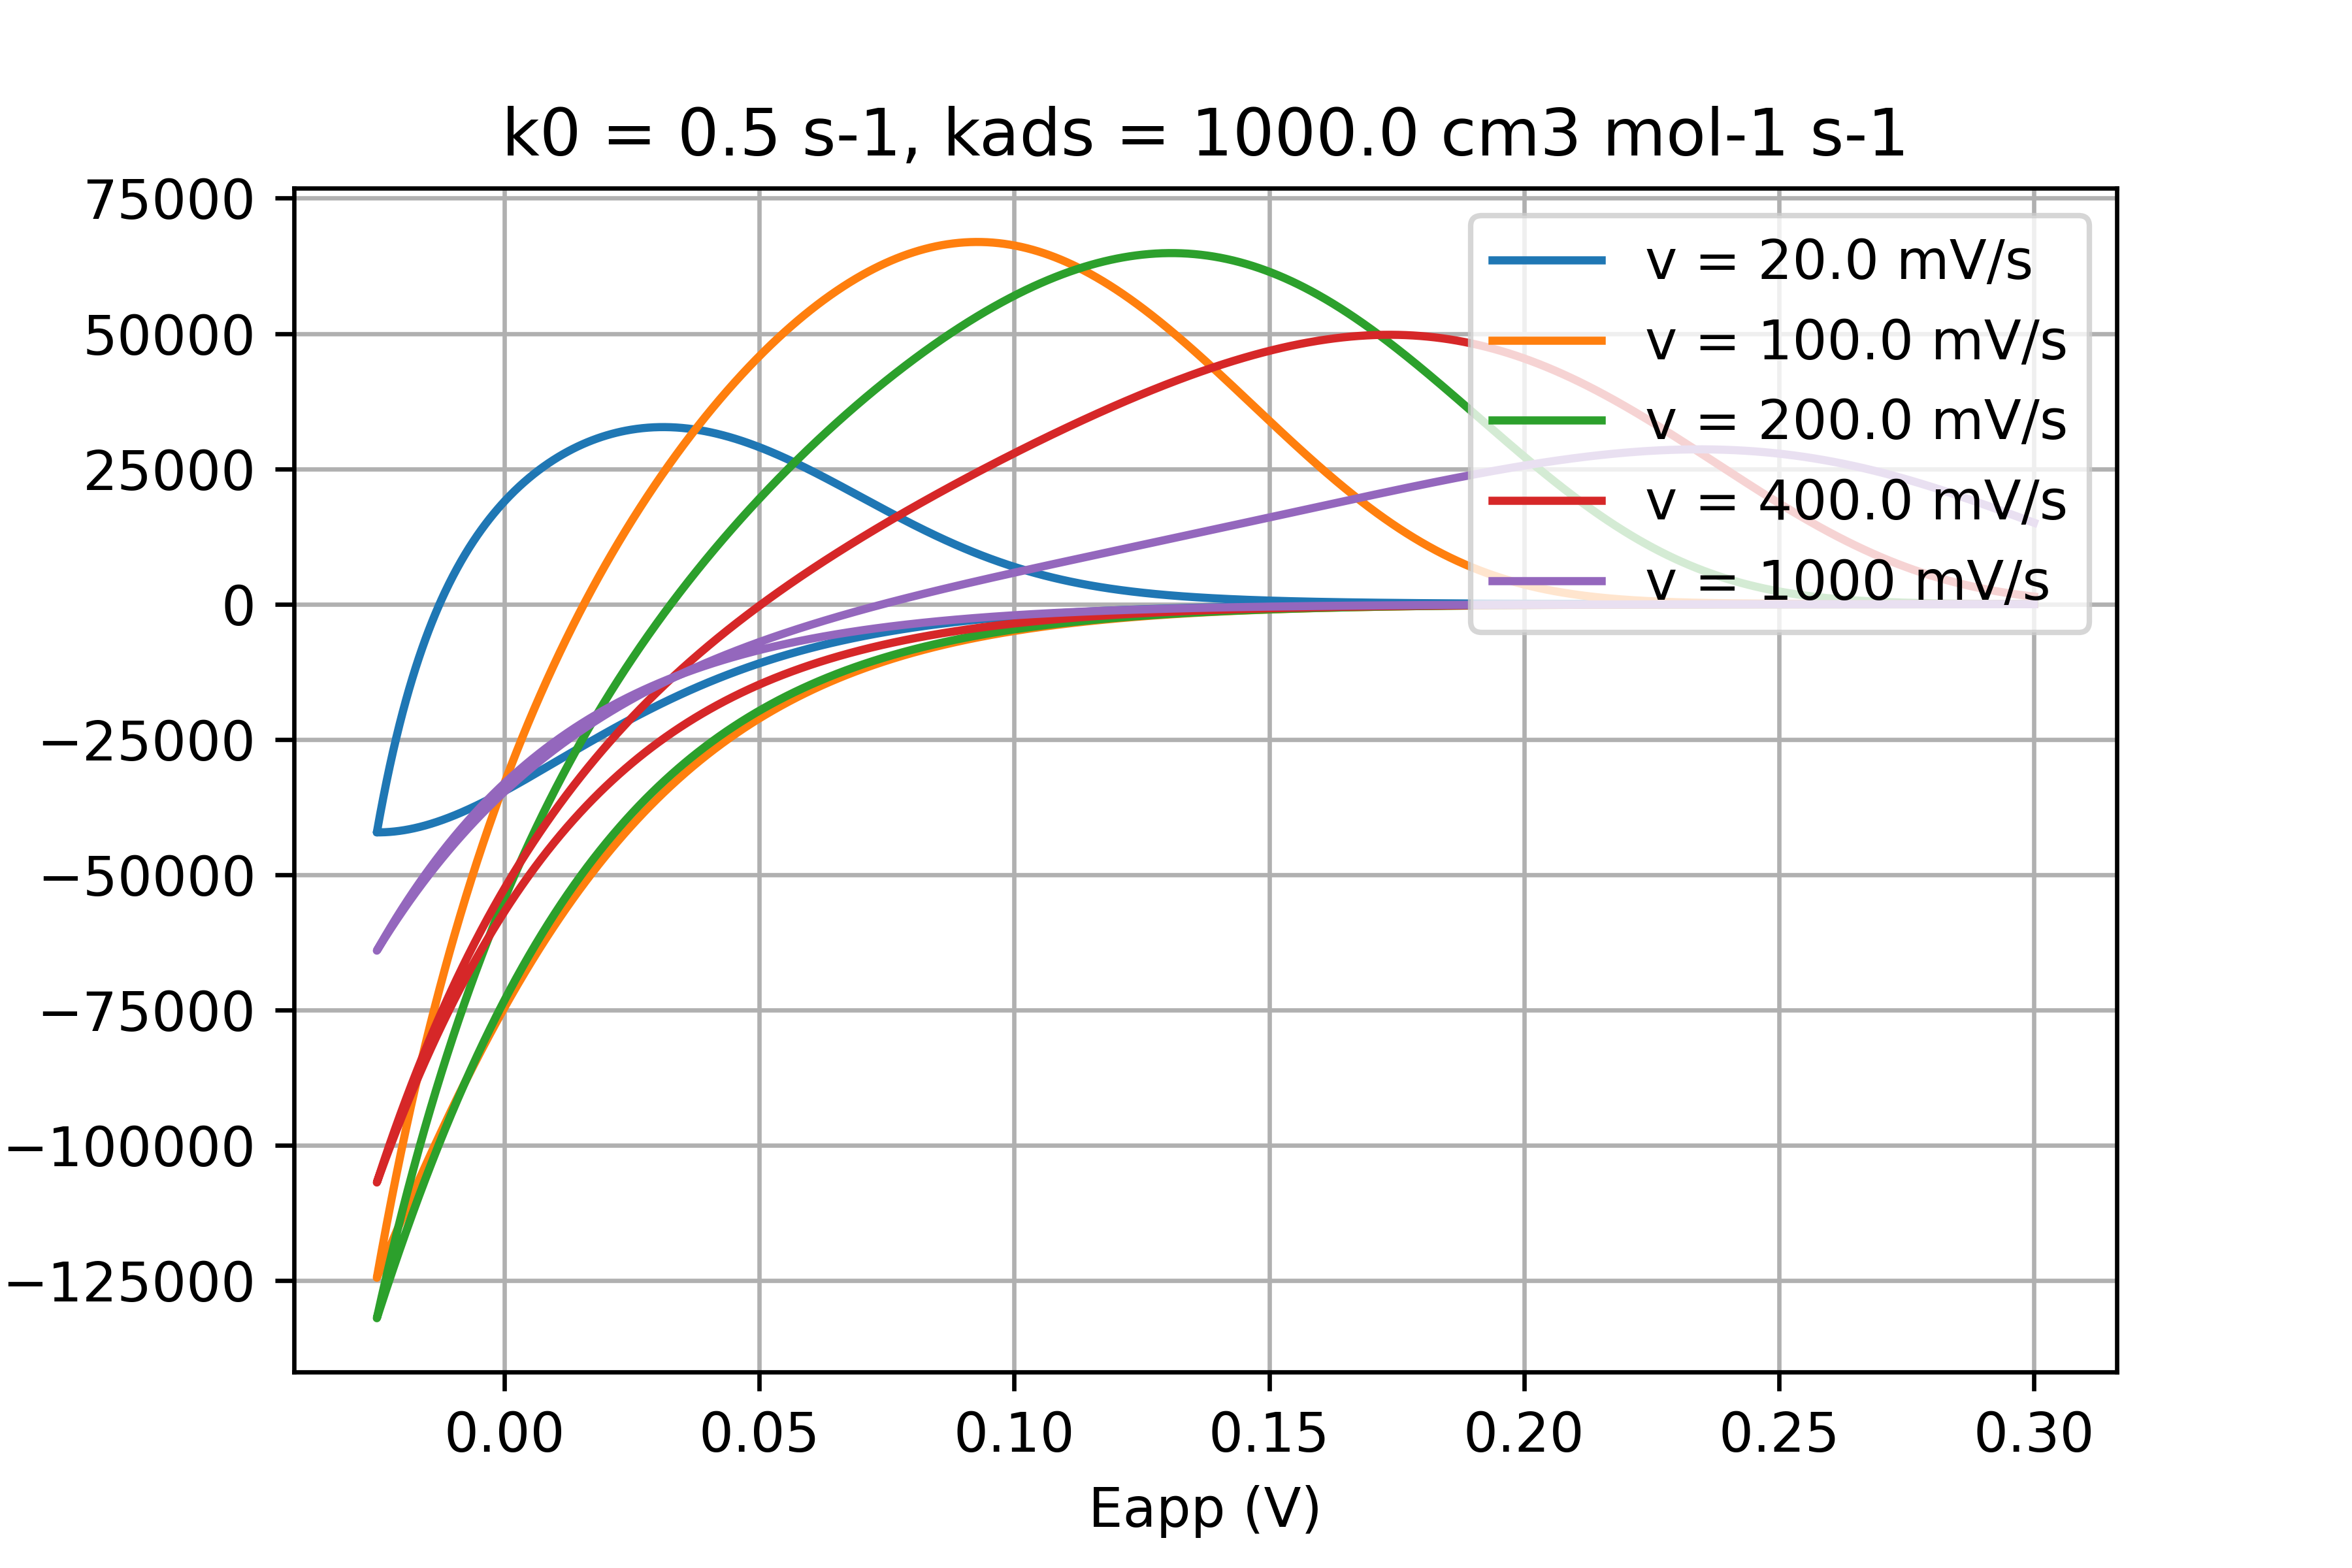 k0 = 0.5 s-1, kads = 1000.0 cm3 mol-1 s-1
75000
50000
25000
0
−25000
−50000
−75000
−100000
−125000
v = 20.0 mV/s
v = 100.0 mV/s
v = 200.0 mV/s
v = 400.0 mV/s
v = 1000 mV/s
0.00 0.05 0.10 0.15 0.20 0.25 0.30
Eapp (V)